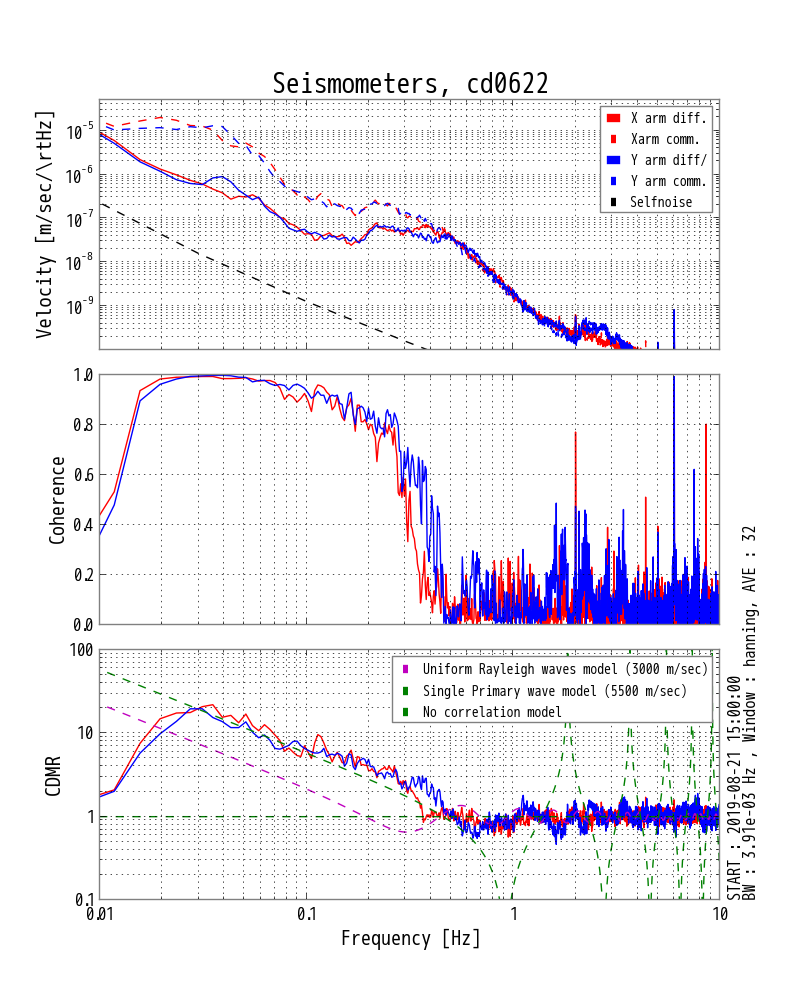 Seismometers, cd0622
Velocity [m/sec/\rtHz]
10^-5
10^-6
10^-7
10^-8
10^-9
X arm diff.
Xarm comm.
Y arm diff/
Y arm comm.
Selfnoise
Coherence
1.0
0.8
0.6
0.4
0.2
0.0
CDMR
100
10
1
0.1
Uniform Rayleigh waves model (3000 m/sec)
Single Primary wave model (5500 m/sec)
No correlation model
0.01 0.1 1 10
Frequency [Hz]
START : 2019-08-21 15:00:00
BW : 3.91e-03 Hz , Window : hanning, AVE : 32